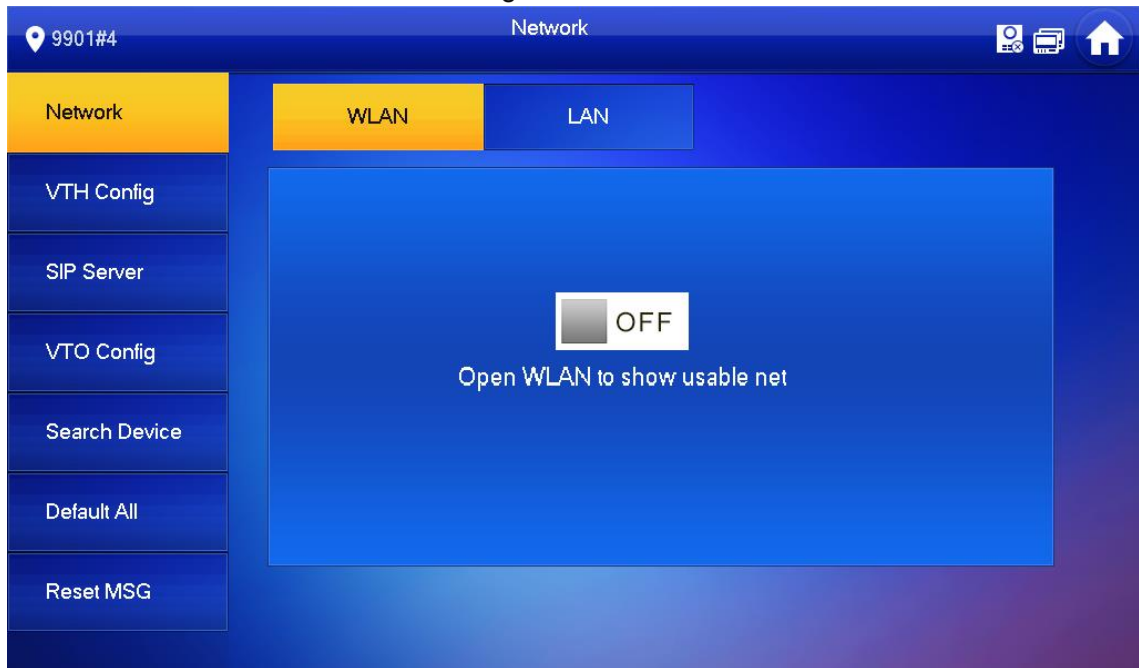 Network
9901#4
Network
WLAN
LAN
VTH Config
SIP Server
OFF
VTO Config
Open WLAN to show usable net
Search Device
Default All
Reset MSG